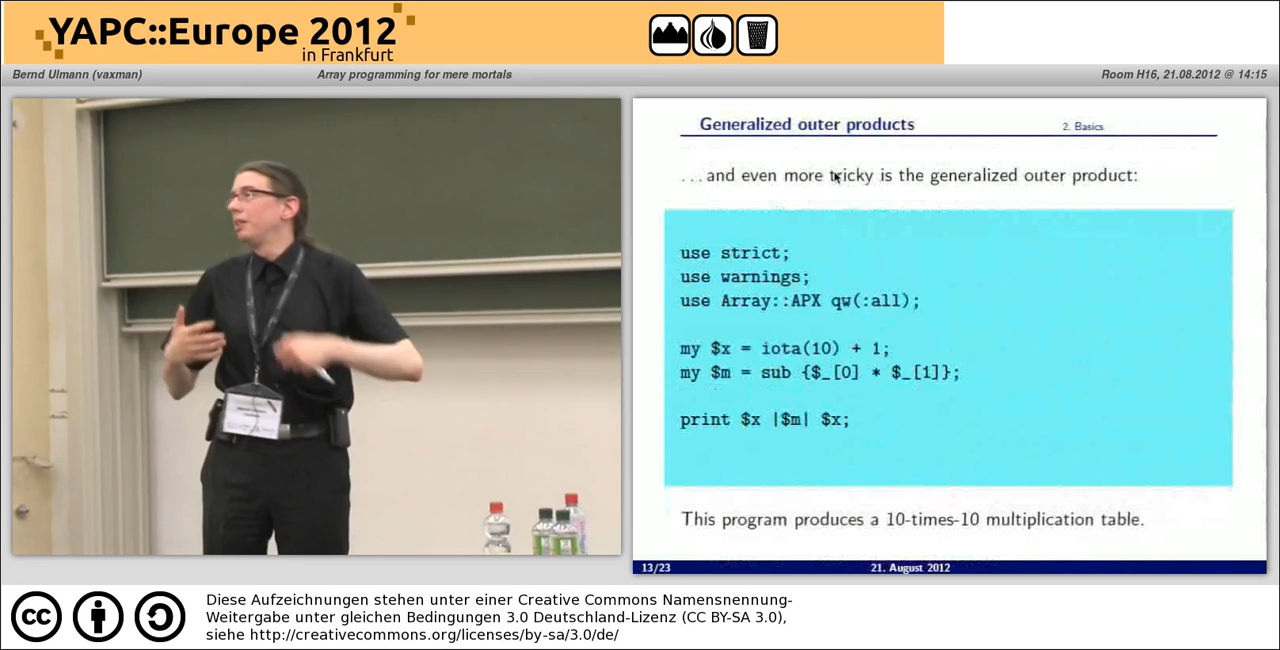 YAPC::Europe 2012
in Frankfurt
Bernd Ulmann (vaxman)
Array programming for mere mortals
Room H16, 21.08.2012 @ 14:15
Generalized outer products
2. Basics
...and even more tricky is the generalized outer product:
use strict;
use warnings;
use Array::APX qw(:all);
my $x = iota(10) + 1;
my $m = sub {$_[0] * $_[1]};
print $x |$m| $x;
This program produces a 10-times-10 multiplication table.
13/23
21. August 2012
cc
Diese Aufzeichnungen stehen unter einer Creative Commons Namensnennung-
Weitergabe unter gleichen Bedingungen 3.0 Deutschland-Lizenz (CC BY-SA 3.0),
siehe http://creativecommons.org/licenses/by-sa/3.0/de/